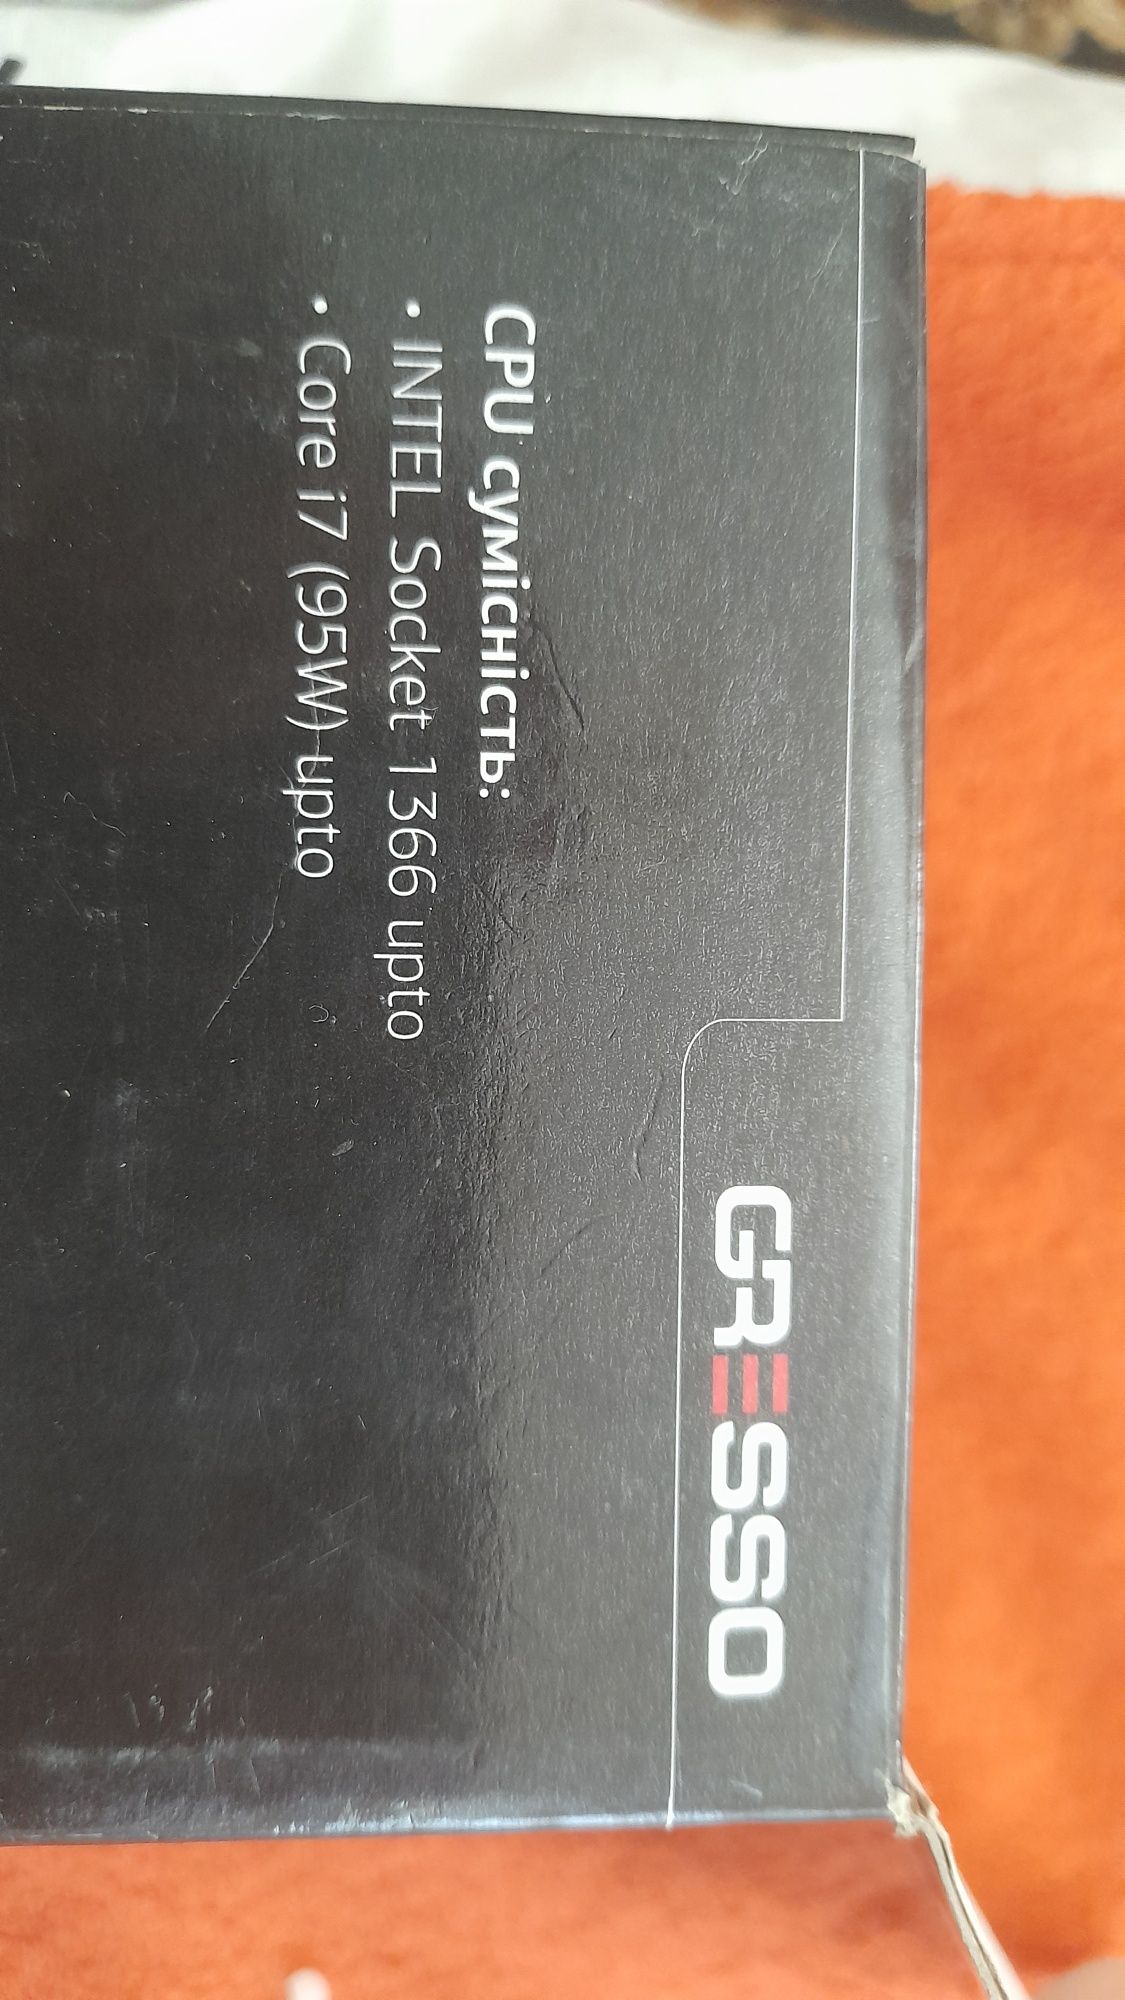 GRESSO
CPU сумісність:
• INTEL Socket 1366 upto
• Core i7 (95W) upto